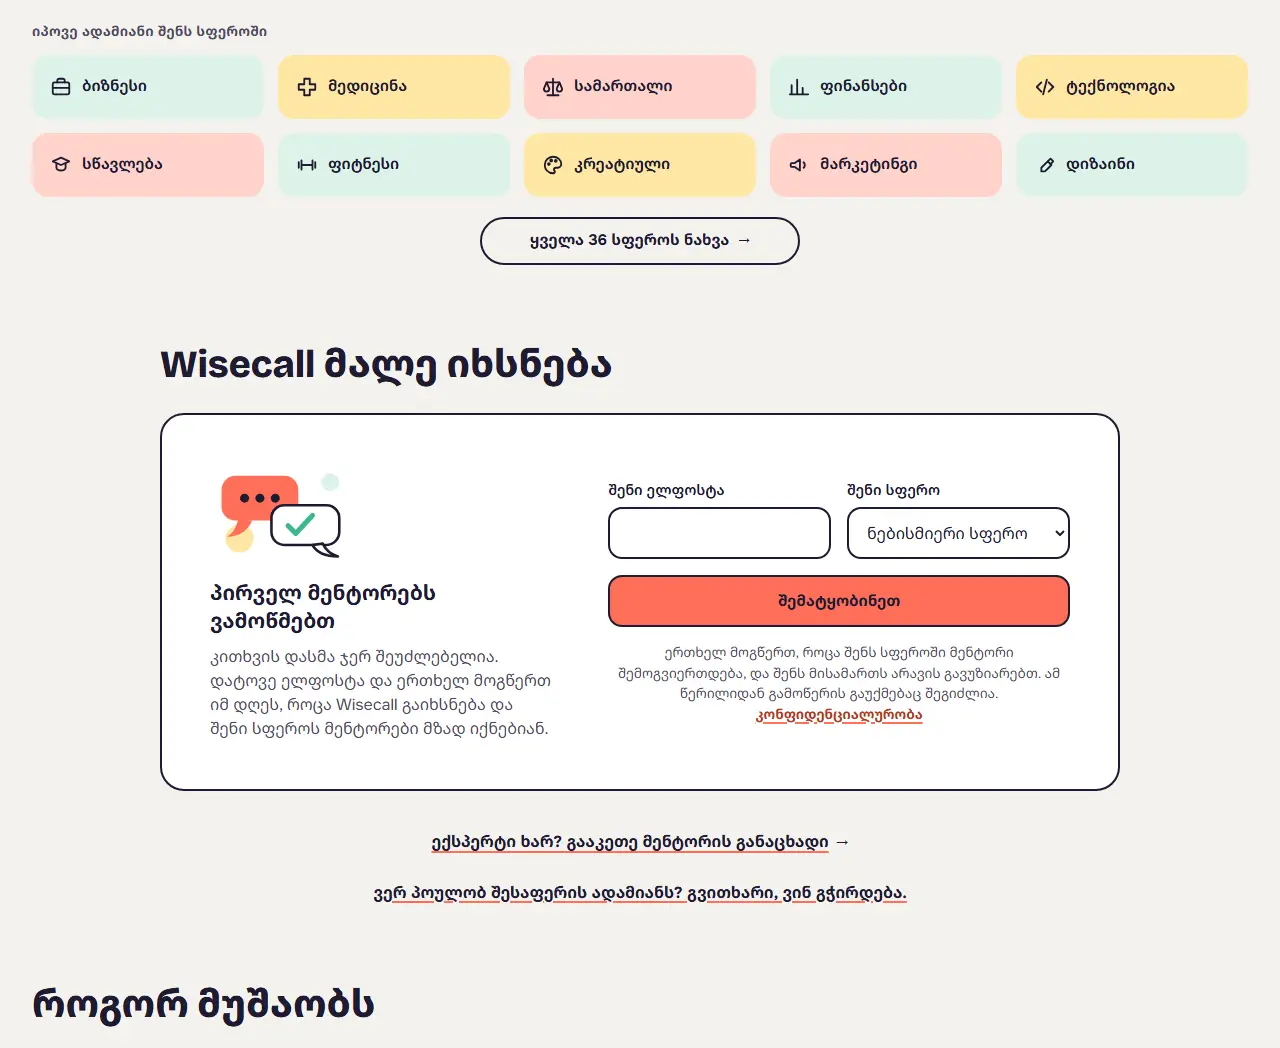 იპოვე ადამიანი შენს სფეროში
ბიზნესი
მედიცინა
სამართალი
ფინანსები
ტექნოლოგია
სწავლება
ფიტნესი
კრეატიული
მარკეტინგი
დიზაინი
ყველა 36 სფეროს ნახვა →
Wisecall მალე იხსნება
პირველ მენტორებს
ვამოწმებთ
კითხვის დასმა ჯერ შეუძლებელია.
დატოვე ელფოსტა და ერთხელ მოგწერთ
იმ დღეს, როცა Wisecall გაიხსნება და
შენი სფეროს მენტორები მზად იქნებიან.
შენი ელფოსტა
შენი სფერო
ნებისმიერი სფერო
შემატყობინეთ
ერთხელ მოგწერთ, როცა შენს სფეროში მენტორი
შემოგვიერთდება, და შენს მისამართს არავის გავუზიარებთ. ამ
წერილიდან გამოწერის გაუქმებაც შეგიძლია.
კონფიდენციალურობა
ექსპერტი ხარ? გააკეთე მენტორის განაცხადი →
ვერ პოულობ შესაფერის ადამიანს? გვითხარი, ვინ გჭირდება.
როგორ მუშაობს